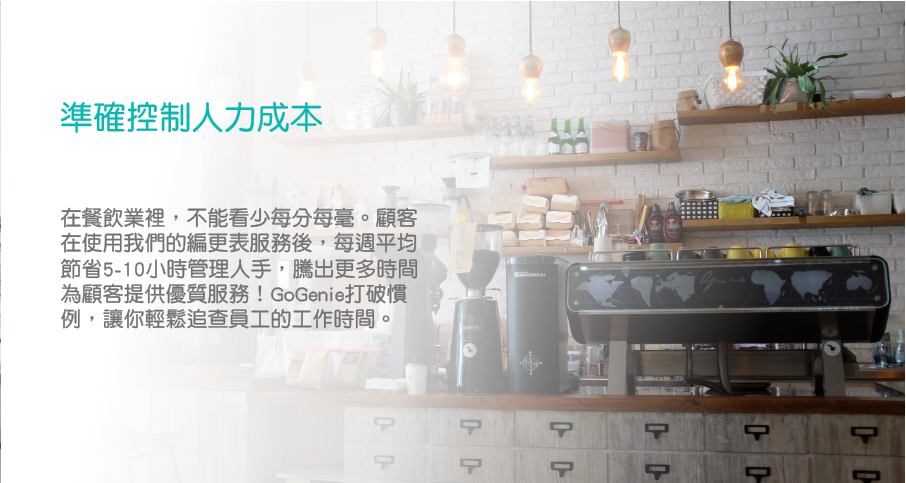 準確控制人力成本
在餐飲業裡，不能看少每分每毫。顧客
在使用我們的編更表服務後，每週平均
節省5-10小時管理人手，騰出更多時間
為顧客提供優質服務！GoGenie打破慣
例，讓你輕鬆追查員工的工作時間。